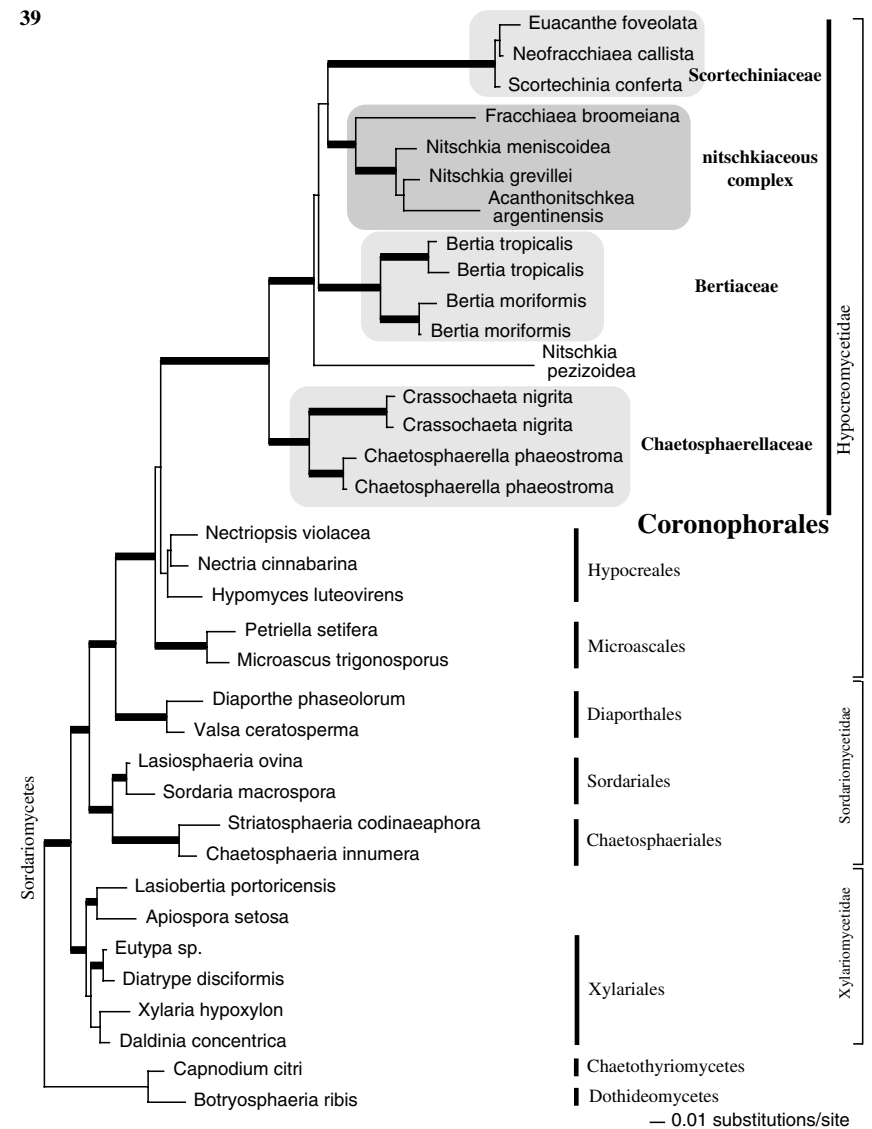 39
Euacanthe foveolata
Neofracchiaea callista
Scortechinia conferta
Scortechiniaceae
Fracchiaea broomeiana
Nitschkia meniscoidea
Nitschkia grevillei
Acanthonitschkea
argentinensis
nitschkiaceous
complex
Bertia tropicalis
Bertia tropicalis
Bertia moriformis
Bertia moriformis
Bertiaceae
Nitschkia
pezizoidea
Crassochaeta nigrita
Crassochaeta nigrita
Chaetosphaerella phaeostroma
Chaetosphaerella phaeostroma
Chaetosphaerellaceae
Coronophorales
Hypocreomycetidae
Nectriopsis violacea
Nectria cinnabarina
Hypomyces luteovirens
Hypocreales
Petriella setifera
Microascus trigonosporus
Microascales
Diaporthe phaseolorum
Valsa ceratosperma
Diaporthales
Lasiosphaeria ovina
Sordaria macrospora
Sordariales
Striatosphaeria codinaeaphora
Chaetosphaeria innumera
Chaetosphaeriales
Sordariomycetidae
Sordariomycetes
Lasiobertia portoricensis
Apiospora setosa
Eutypa sp.
Diatrype disciformis
Xylaria hypoxylon
Daldinia concentrica
Xylariales
Xylariomycetidae
Capnodium citri
Chaetothyriomycetes
Botryosphaeria ribis
Dothideomycetes
0.01 substitutions/site